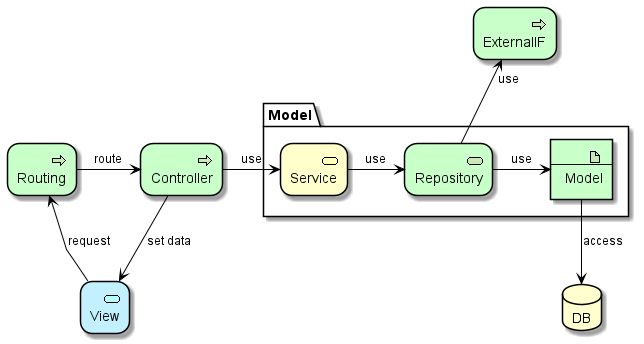 ExternalIF
use
Model
Routing
route
Controller
use
Service
use
Repository
use
Model
request
set data
access
View
DB